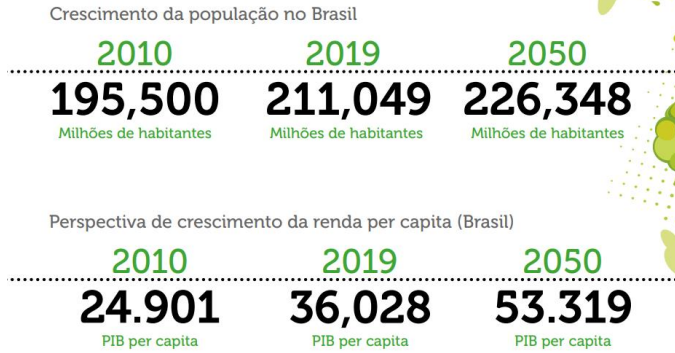 Crescimento da população no Brasil
2010 2019 2050
195,500 211,049 226,348
Milhões de habitantes Milhões de habitantes Milhões de habitantes
Perspectiva de crescimento da renda per capita (Brasil)
2010 2019 2050
24.901 36,028 53.319
PIB per capita PIB per capita PIB per capita